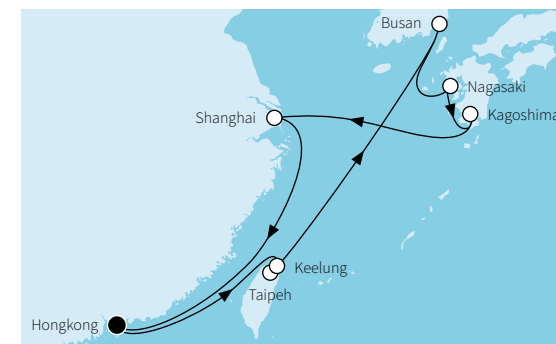 Busan
Nagasaki
Shanghai
Kagoshima
Keelung
Taipeh
Hongkong